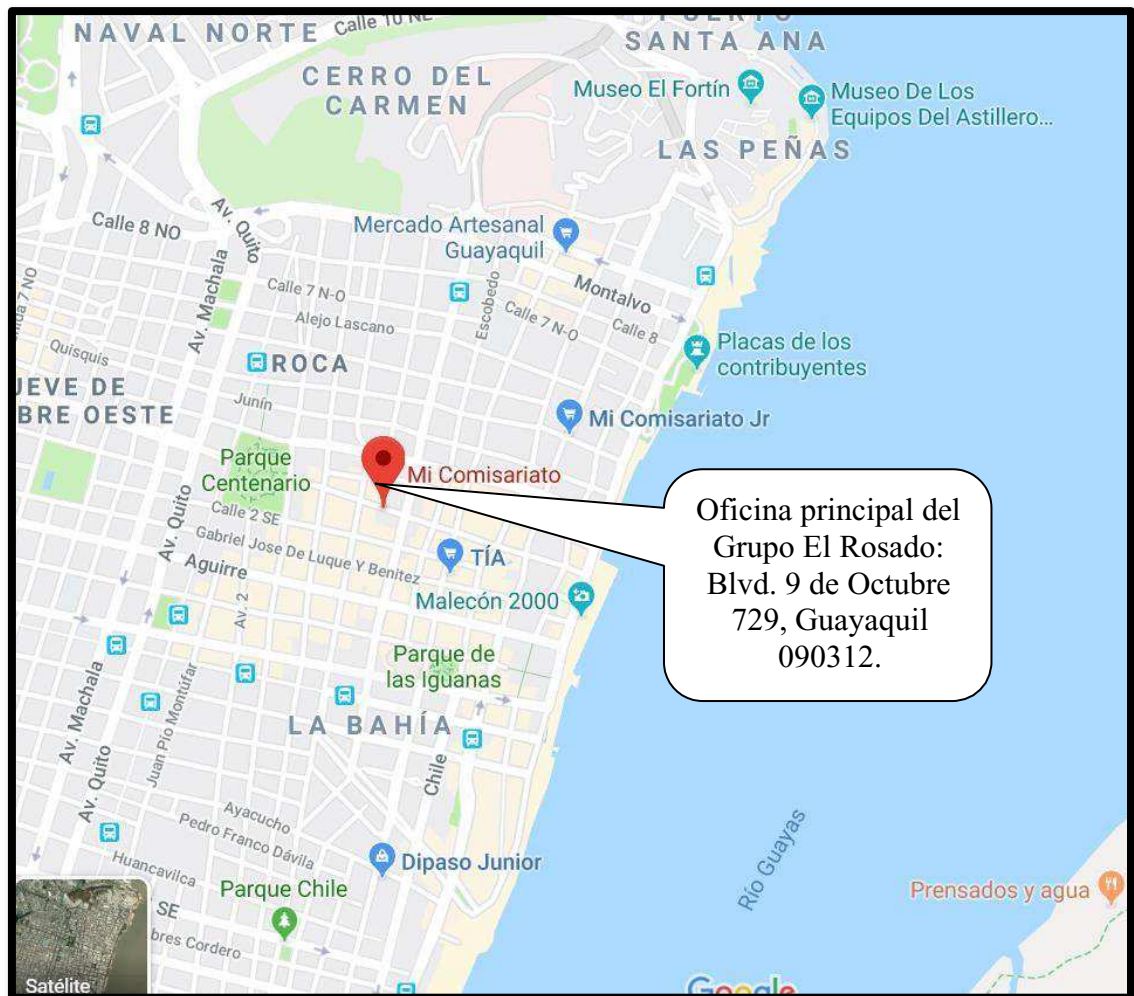 NAVAL NORTE
Calle 10 NE
SANTA ANA
CERRO DEL
CARMEN
Museo El Fortín
Museo De Los
Equipos Del Astillero...
LAS PEÑAS
Calle 8 NO
Av. Quito
Mercado Artesanal
Guayaquil
Av. Machala
Calle 7 N-O
Escobedo
Montalvo
Alejo Lascano
Calle 7 N-O
Calle 8
Quisquis
ROCA
Placas de los
contribuyentes
Junín
Mi Comisariato Jr
Parque
Centenario
Mi Comisariato
Av. Quito
Calle 2 SE
Gabriel Jose De Luque Y Benitez
Aguirre
TÍA
Av. 2
Malecón 2000
Oficina principal del
Grupo El Rosado:
Blvd. 9 de Octubre
729, Guayaquil
090312.
Parque de
las Iguanas
Juan Pío Montúfar
Av. Machala
LA BAHÍA
Av. Quito
Chile
Ayacucho
Pedro Franco Dávila
Huancavilca
Dipaso Junior
Río Guayas
Parque Chile
Prensados y agua
SE
Cordero
Satélite
Google